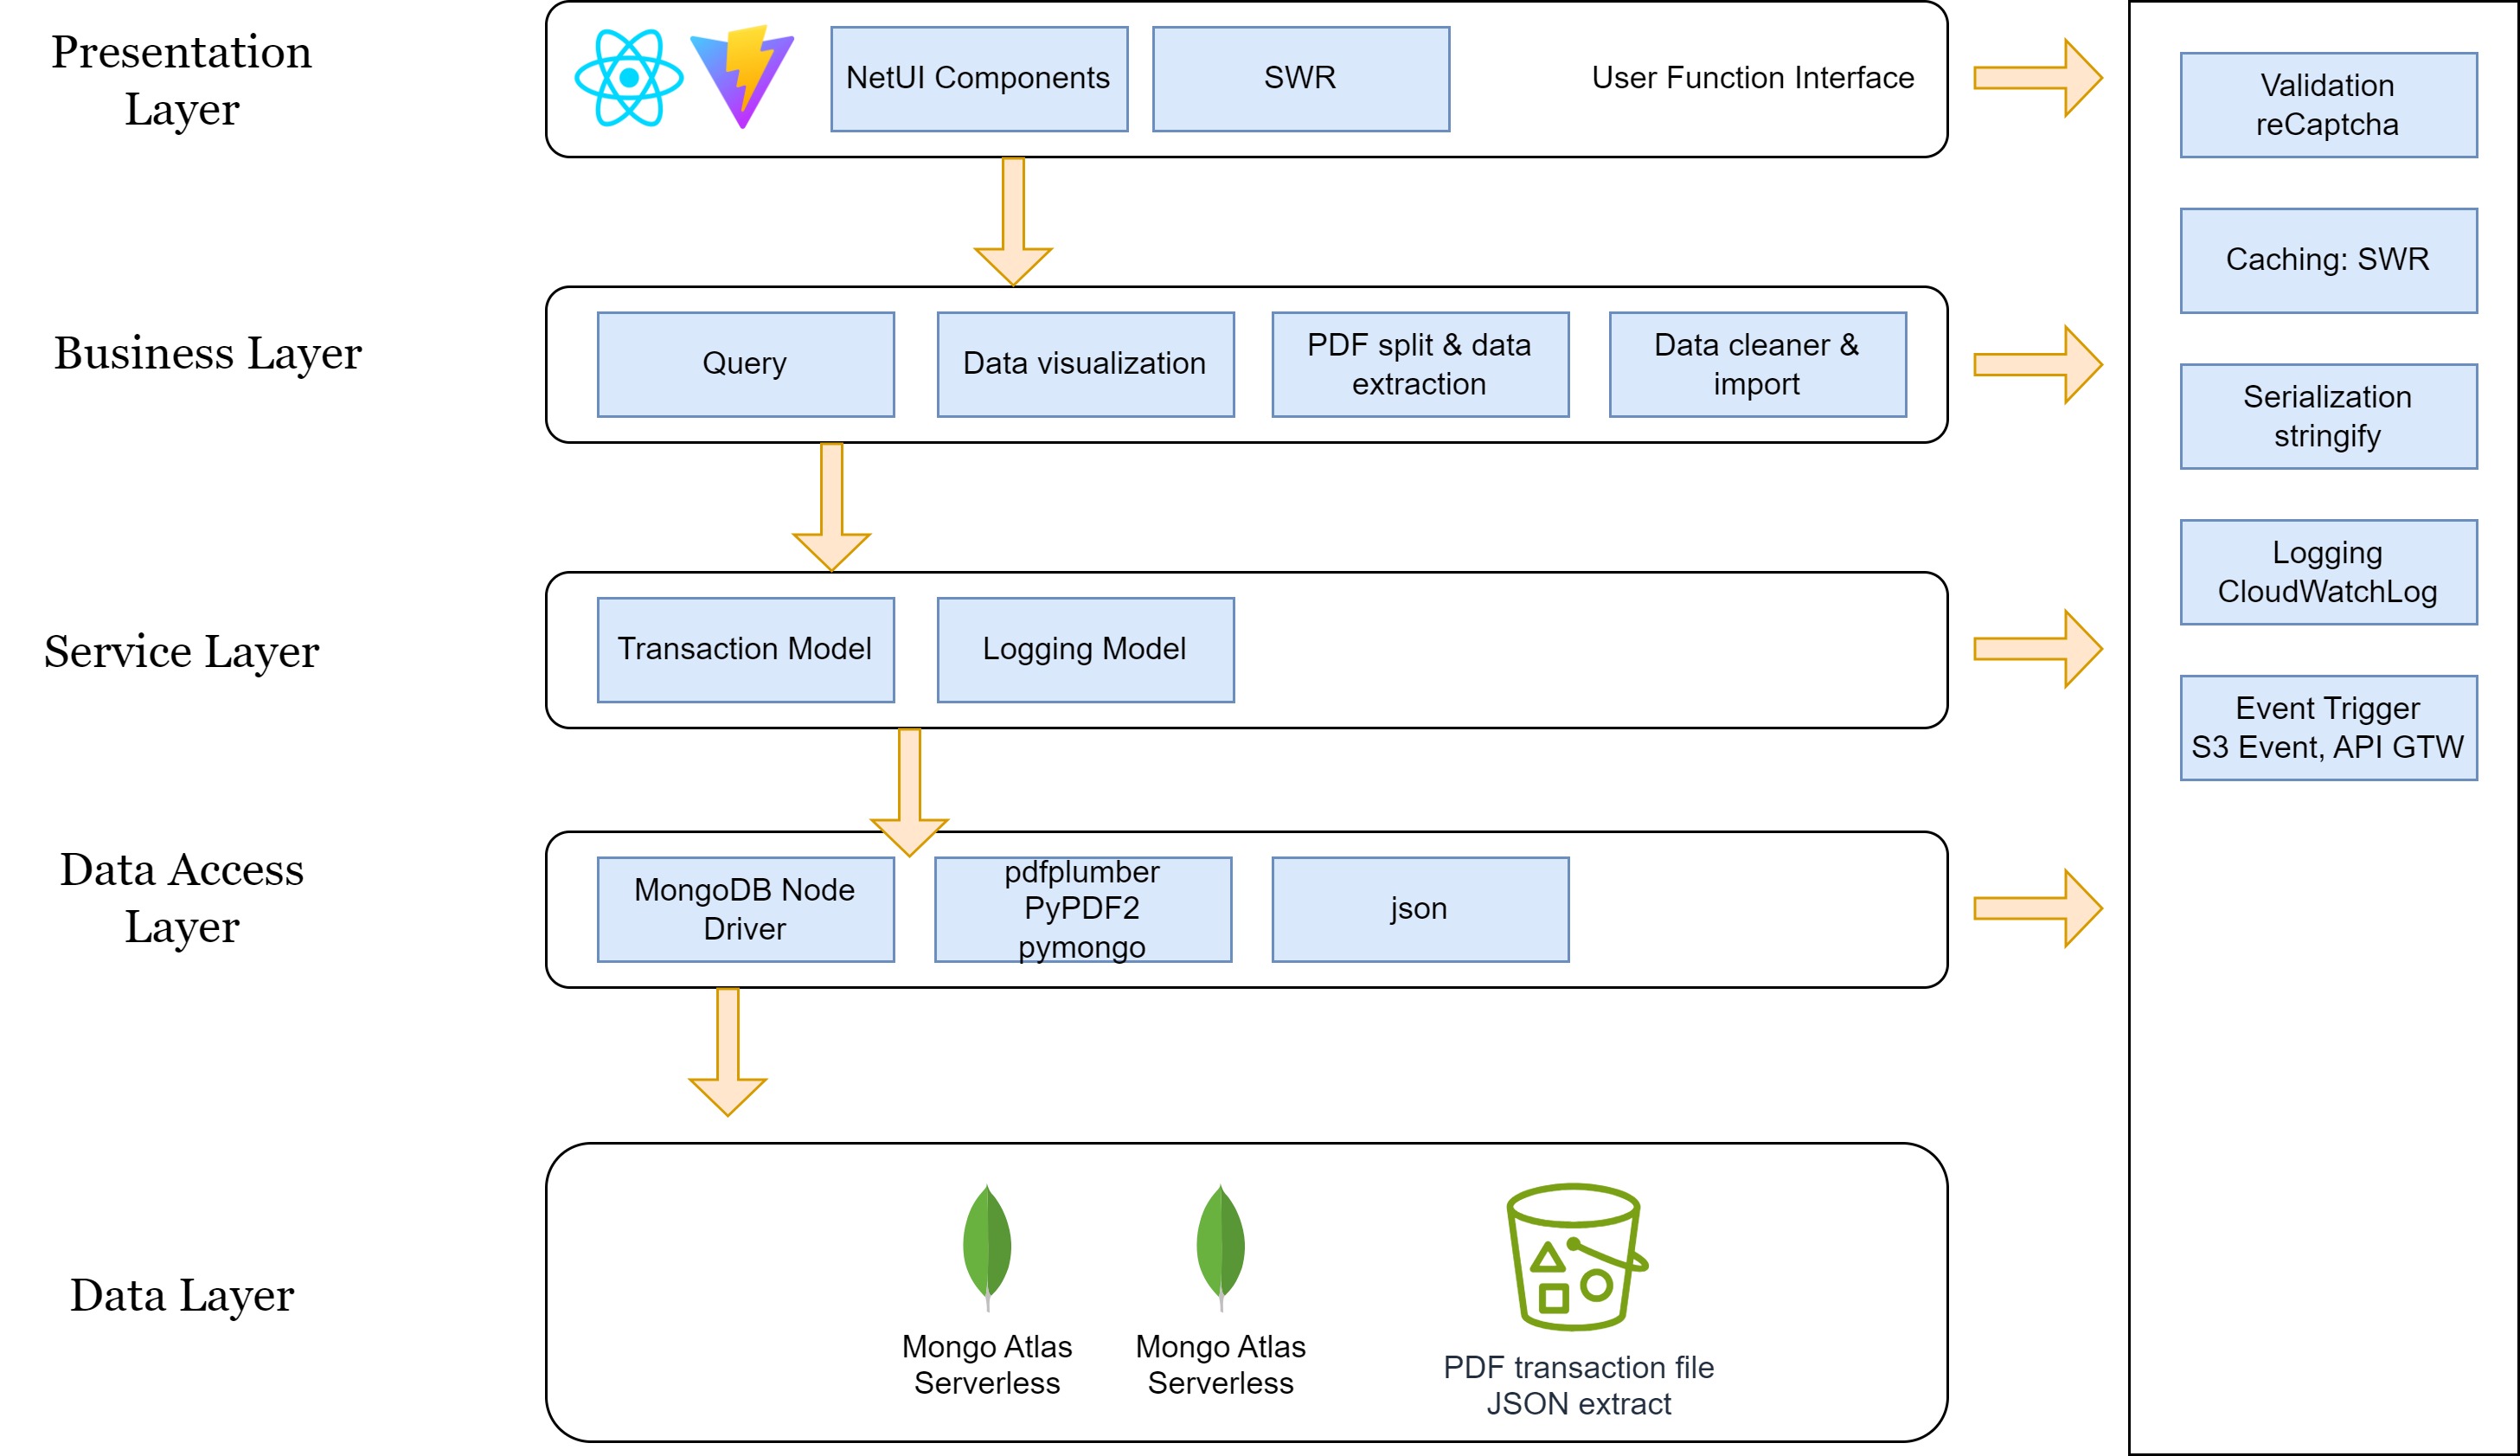 Presentation
Layer
NetUI Components
SWR
User Function Interface
Validation
reCaptcha
Caching: SWR
Business Layer
Query
Data visualization
PDF split & data
extraction
Data cleaner &
import
Serialization
stringify
Logging
CloudWatchLog
Service Layer
Transaction Model
Logging Model
Event Trigger
S3 Event, API GTW
Data Access
Layer
MongoDB Node
Driver
pdfplumber
PyPDF2
pymongo
json
Data Layer
Mongo Atlas
Serverless
Mongo Atlas
Serverless
PDF transaction file
JSON extract